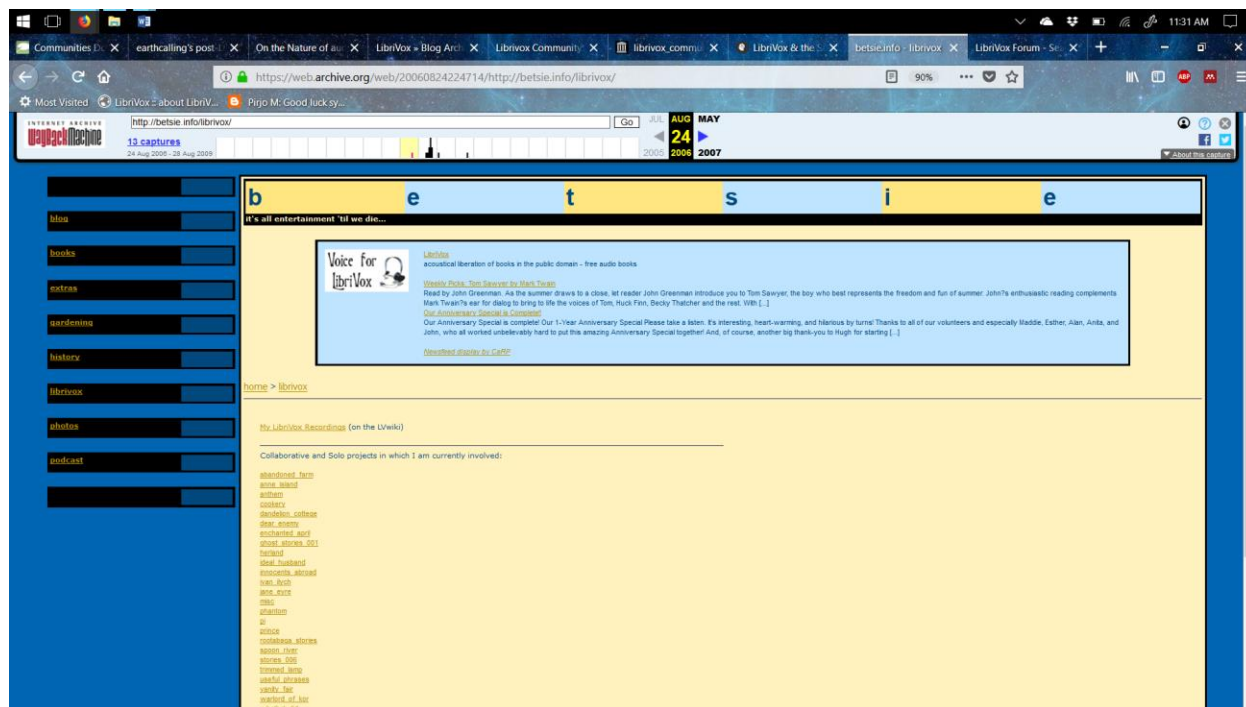 11:31 AM
Communities Do
earthcalling's post
On the Nature of au
LibriVox » Blog Arch
Librivox Community
librivox_commu
LibriVox & the
betsie.info - librivox
LibriVox Forum - Se
https://web.archive.org/web/20060824224714/http://betsie.info/librivox/
90%
ABP
Most Visited
LibriVox : about LibriV...
Pirjo M: Good luck sy...
INTERNET ARCHIVE
WayBackMachine
http://betsie.info/librivox/
Go
JUL AUG MAY
13 captures
24
24 Aug 2006 - 28 Aug 2009
2005 2006 2007
About this capture
b e t s i e
it's all entertainment 'til we die...
blog
books
extras
gardening
history
librivox
photos
podcast
Voice for
LibriVox
LibriVox
acoustical liberation of books in the public domain - free audio books
Weekly Picks: Tom Sawyer by Mark Twain
Read by John Greenman. As the summer draws to a close, let reader John Greenman introduce you to Tom Sawyer, the boy who best represents the freedom and fun of summer. John?s enthusiastic reading complements
Mark Twain?s ear for dialog to bring to life the voices of Tom, Huck Finn, Becky Thatcher and the rest. With [...]
Our Anniversary Special is Complete!
Our Anniversary Special is complete! Our 1-Year Anniversary Special Please take a listen. It's interesting, heart-warming, and hilarious by turns! Thanks to all of our volunteers and especially Maddie, Esther, Alan, Anita, and
John, who all worked unbelievably hard to put this amazing Anniversary Special together! And, of course, another big thank-you to Hugh for starting [...]
Newsfeed display by CaRP
home > librivox
My LibriVox Recordings (on the LVwiki)
Collaborative and Solo projects in which I am currently involved:
abandoned_farm
anne_island
anthem
cookery
dandelion_cottage
dear_enemy
enchanted_april
ghost_stories_001
herland
ideal_husband
innocents_abroad
ivan_ilych
jane_eyre
misc
phantom
pi
prince
rootabaga_stories
spoon_river
stories_006
trimmed_lamp
useful_phrases
vanity_fair
warlord_of_kor